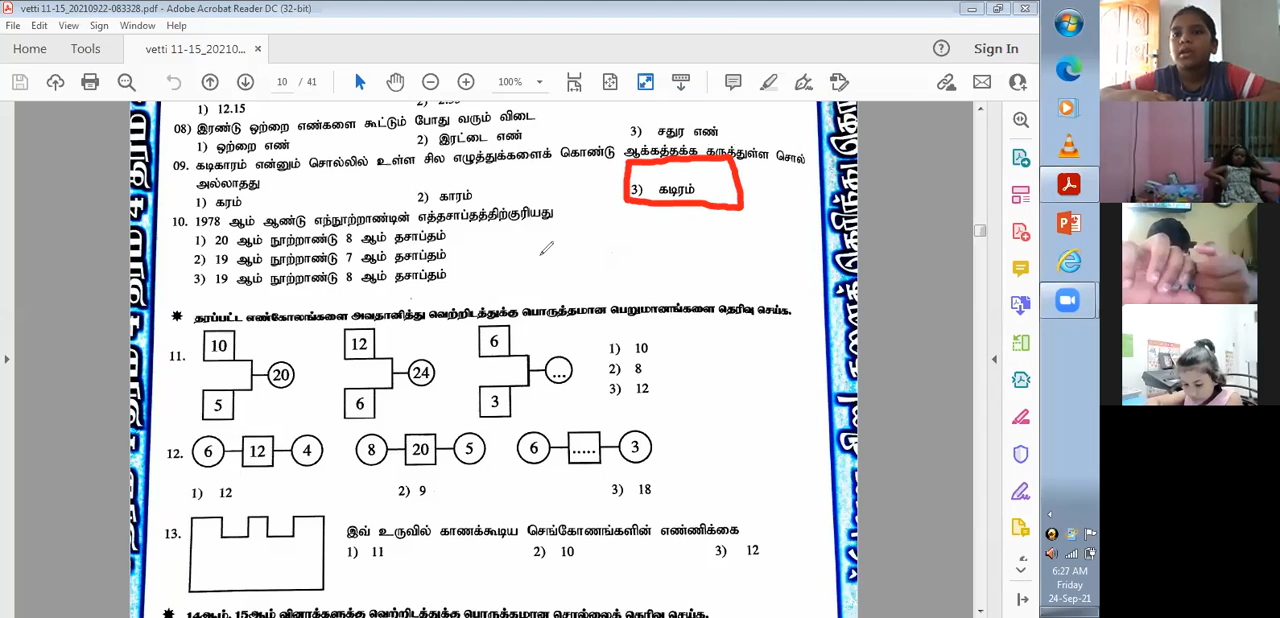 vetti 11-15_20210922-083328.pdf - Adobe Acrobat Reader DC (32-bit)
File Edit View Sign Window Help
Home Tools vetti 11-15_20210... × Sign In
10 / 41 100%
1) 12.15
08) இரண்டு ஒற்றை எண்களை கூட்டும் போது வரும் விடை
1) ஒற்றை எண் 2) இரட்டை எண் 3) சதுர எண்
09. கடிகாரம் என்னும் சொல்லில் உள்ள சில எழுத்துக்களைக் கொண்டு ஆக்கத்தக்க கருத்துள்ள சொல்
அல்லாதது
1) கரம் 2) காரம் 3) கடிரம்
10. 1978 ஆம் ஆண்டு எந்நூற்றாண்டின் எத்தசாப்தத்திற்குரியது
1) 20 ஆம் நூற்றாண்டு 8 ஆம் தசாப்தம்
2) 19 ஆம் நூற்றாண்டு 7 ஆம் தசாப்தம்
3) 19 ஆம் நூற்றாண்டு 8 ஆம் தசாப்தம்
✶ தரப்பட்ட எண்கோலங்களை அவதானித்து வெற்றிடத்துக்கு பொருத்தமான பெறுமானங்களை தெரிவு செய்க.
11. 10 5 20 12 6 24 6 3 ...
1) 10
2) 8
3) 12
12. 6 12 4 8 20 5 6 ..... 3
1) 12 2) 9 3) 18
13. இவ் உருவில் காணக்கூடிய செங்கோணங்களின் எண்ணிக்கை
1) 11 2) 10 3) 12
✶ 14ஆம், 15ஆம் வினாக்களுக்கு வெற்றிடத்துக்கு பொருத்தமான சொல்லைத் தெரிவு செய்க.
6:27 AM
Friday
24-Sep-21